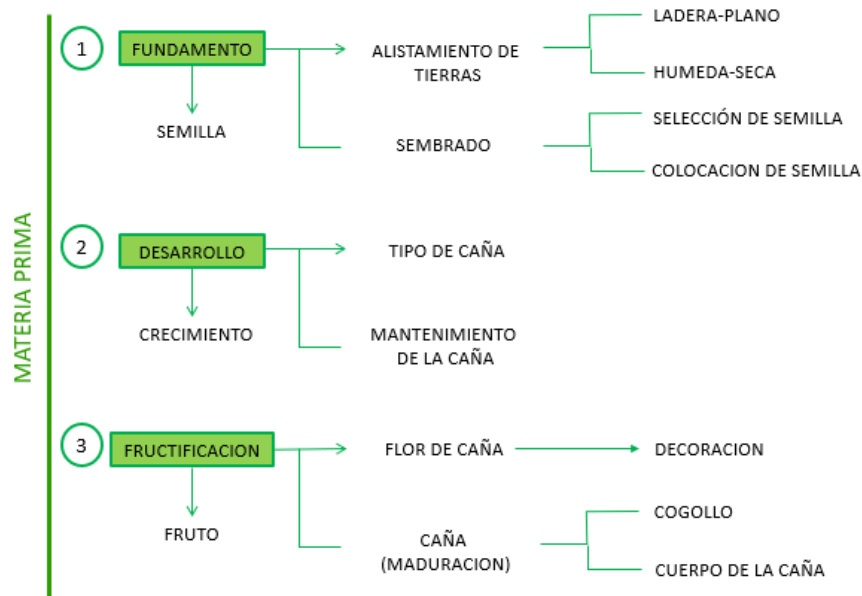 MATERIA PRIMA
1
FUNDAMENTO
SEMILLA
ALISTAMIENTO DE
TIERRAS
LADERA-PLANO
HUMEDA-SECA
SEMBRADO
SELECCIÓN DE SEMILLA
COLOCACION DE SEMILLA
2
DESARROLLO
CRECIMIENTO
TIPO DE CAÑA
MANTENIMIENTO
DE LA CAÑA
3
FRUCTIFICACION
FRUTO
FLOR DE CAÑA
DECORACION
CAÑA
(MADURACION)
COGOLLO
CUERPO DE LA CAÑA